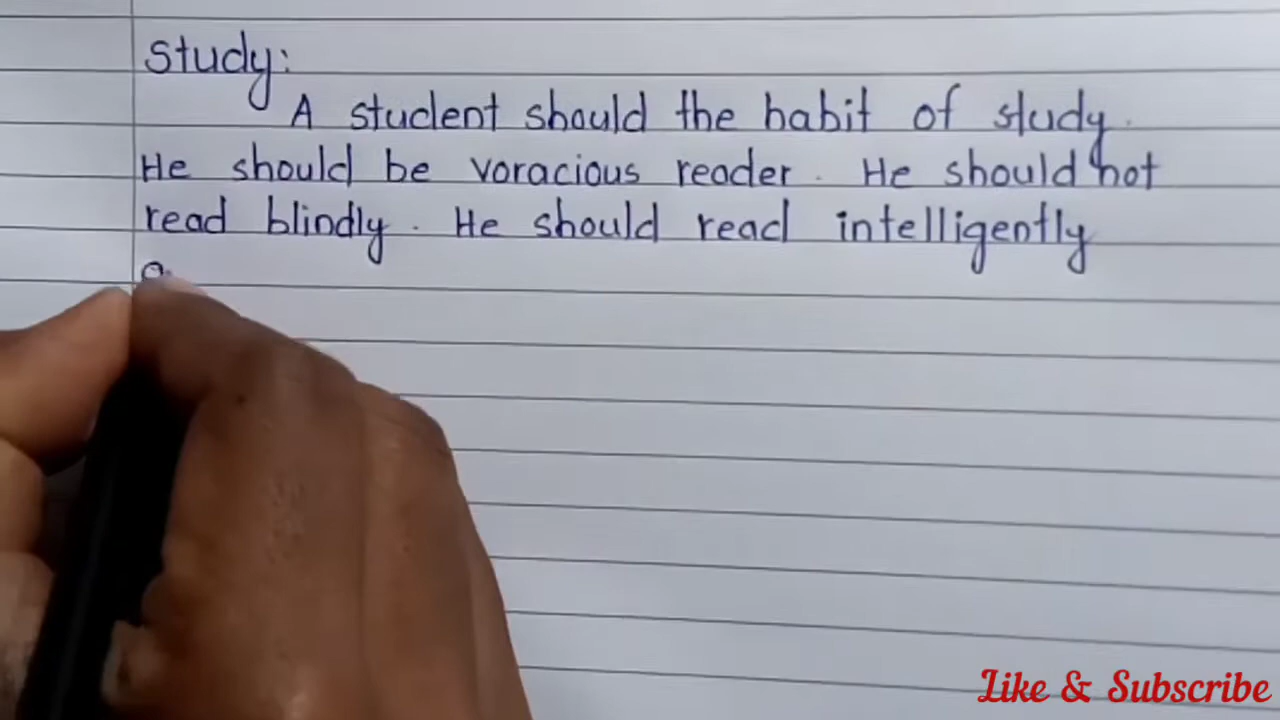 Study:
A student should the habit of study.
He should be voracious reader. He should not
read blindly. He should read intelligently
a
Like & Subscribe